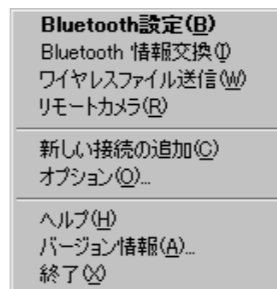 Bluetooth設定(B)
Bluetooth 情報交換(I)
ワイヤレスファイル送信(W)
リモートカメラ(R)
新しい接続の追加(C)
オプション(O)...
ヘルプ(H)
バージョン情報(A)...
終了(X)